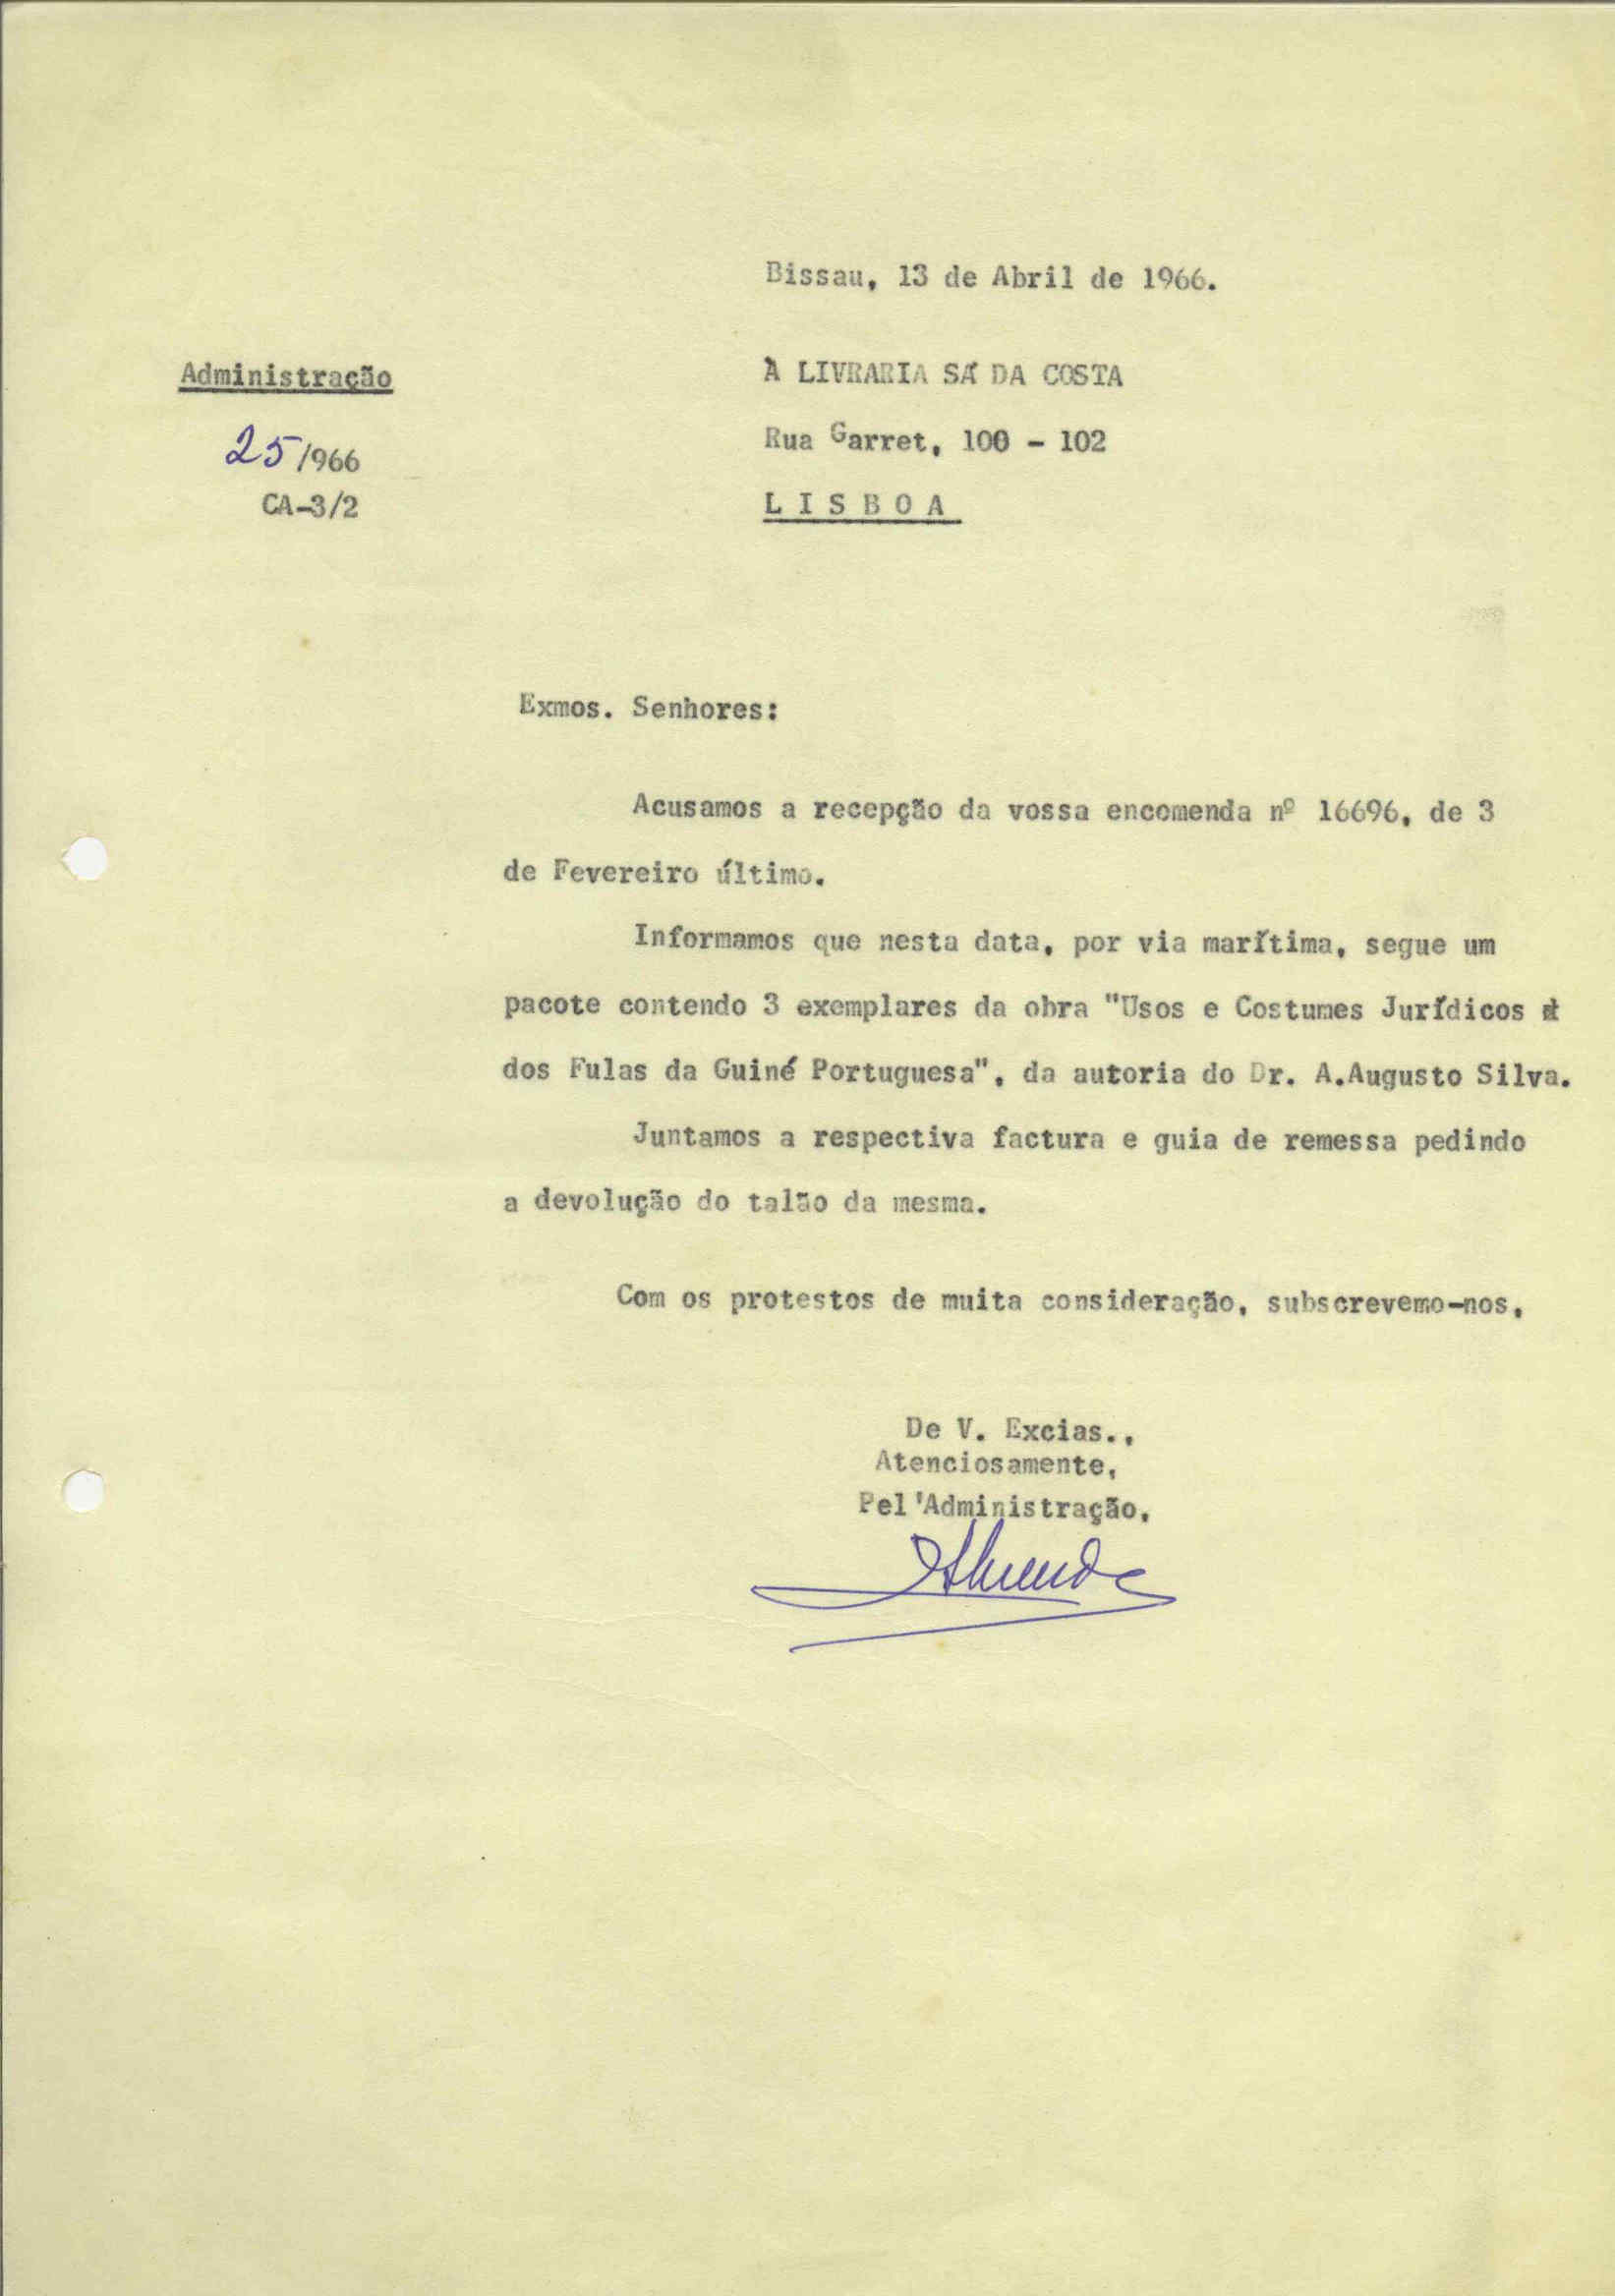 Bissau, 13 de Abril de 1966.
Administração
À LIVRARIA SÁ DA COSTA
25/966
Rua Garret, 100 - 102
CA-3/2
LISBOA
Exmos. Senhores:
Acusamos a recepção da vossa encomenda nº 16696, de 3
de Fevereiro último.
Informamos que nesta data, por via marítima, segue um
pacote contendo 3 exemplares da obra "Usos e Costumes Jurídicos
dos Fulas da Guiné Portuguesa", da autoria do Dr. A.Augusto Silva.
Juntamos a respectiva factura e guia de remessa pedindo
a devolução do talão da mesma.
Com os protestos de muita consideração, subscrevemo-nos,
De V. Excias.,
Atenciosamente,
Pel'Administração,